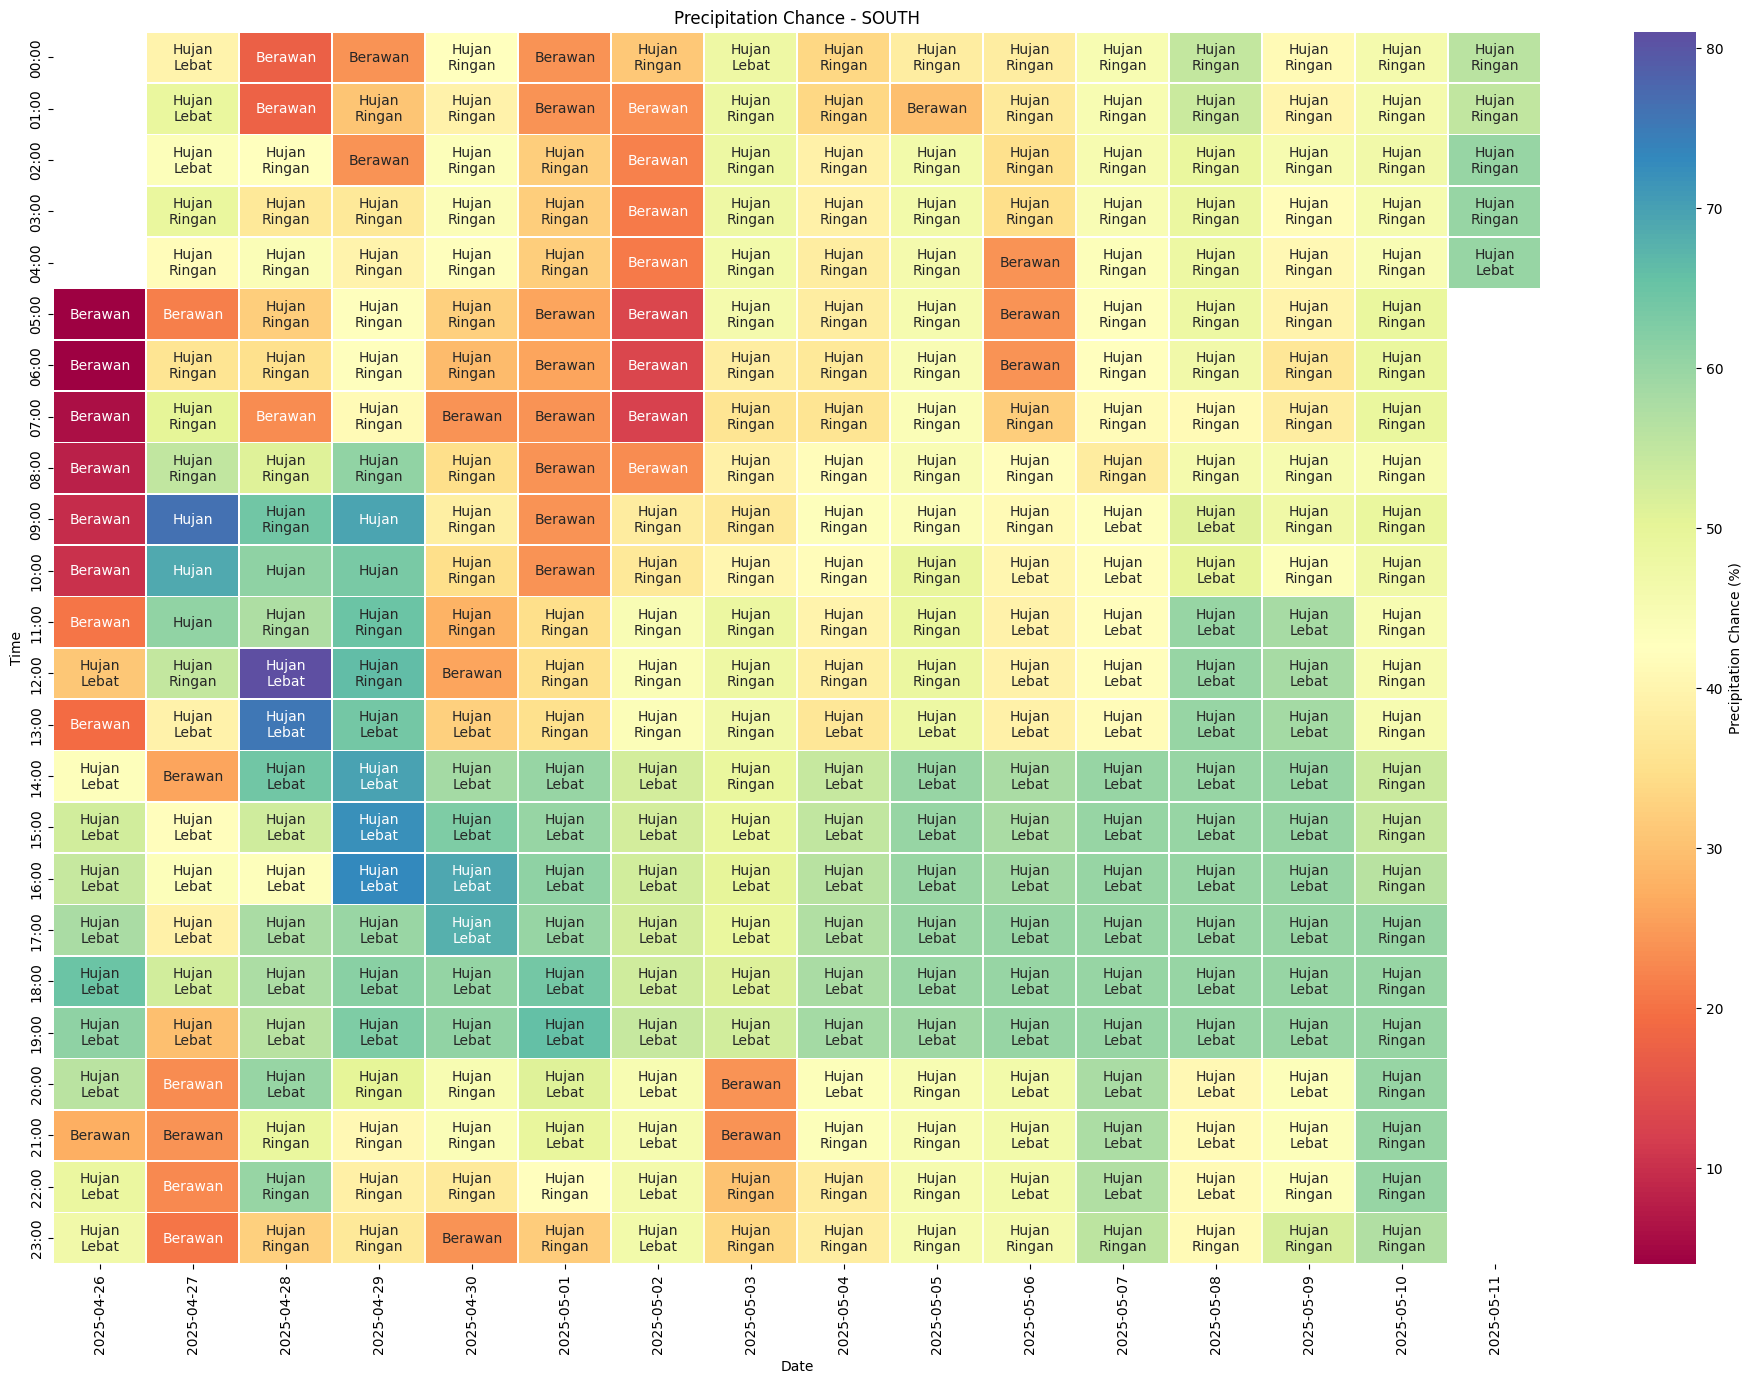 Precipitation Chance - SOUTH
00:00 Hujan Lebat Berawan Berawan Hujan Ringan Berawan Hujan Ringan Hujan Lebat Hujan Ringan Hujan Ringan Hujan Ringan Hujan Ringan Hujan Ringan Hujan Ringan Hujan Ringan Hujan Ringan
01:00 Hujan Lebat Berawan Hujan Ringan Hujan Ringan Berawan Berawan Hujan Ringan Hujan Ringan Berawan Hujan Ringan Hujan Ringan Hujan Ringan Hujan Ringan Hujan Ringan Hujan Ringan
02:00 Hujan Lebat Hujan Ringan Berawan Hujan Ringan Hujan Ringan Berawan Hujan Ringan Hujan Ringan Hujan Ringan Hujan Ringan Hujan Ringan Hujan Ringan Hujan Ringan Hujan Ringan Hujan Ringan
03:00 Hujan Ringan Hujan Ringan Hujan Ringan Hujan Ringan Hujan Ringan Berawan Hujan Ringan Hujan Ringan Hujan Ringan Hujan Ringan Hujan Ringan Hujan Ringan Hujan Ringan Hujan Ringan Hujan Ringan
04:00 Hujan Ringan Hujan Ringan Hujan Ringan Hujan Ringan Hujan Ringan Berawan Hujan Ringan Hujan Ringan Hujan Ringan Berawan Hujan Ringan Hujan Ringan Hujan Ringan Hujan Ringan Hujan Lebat
05:00 Berawan Berawan Hujan Ringan Hujan Ringan Hujan Ringan Berawan Berawan Hujan Ringan Hujan Ringan Hujan Ringan Berawan Hujan Ringan Hujan Ringan Hujan Ringan Hujan Ringan
06:00 Berawan Hujan Ringan Hujan Ringan Hujan Ringan Hujan Ringan Berawan Berawan Hujan Ringan Hujan Ringan Hujan Ringan Berawan Hujan Ringan Hujan Ringan Hujan Ringan Hujan Ringan
07:00 Berawan Hujan Ringan Berawan Hujan Ringan Berawan Berawan Berawan Hujan Ringan Hujan Ringan Hujan Ringan Hujan Ringan Hujan Ringan Hujan Ringan Hujan Ringan Hujan Ringan
08:00 Berawan Hujan Ringan Hujan Ringan Hujan Ringan Hujan Ringan Berawan Berawan Hujan Ringan Hujan Ringan Hujan Ringan Hujan Ringan Hujan Ringan Hujan Ringan Hujan Ringan Hujan Ringan
09:00 Berawan Hujan Hujan Ringan Hujan Hujan Ringan Berawan Hujan Ringan Hujan Ringan Hujan Ringan Hujan Ringan Hujan Ringan Hujan Lebat Hujan Lebat Hujan Ringan Hujan Ringan
10:00 Berawan Hujan Hujan Hujan Hujan Ringan Berawan Hujan Ringan Hujan Ringan Hujan Ringan Hujan Ringan Hujan Lebat Hujan Lebat Hujan Lebat Hujan Ringan Hujan Ringan
11:00 Berawan Hujan Hujan Ringan Hujan Ringan Hujan Ringan Hujan Ringan Hujan Ringan Hujan Ringan Hujan Ringan Hujan Ringan Hujan Lebat Hujan Lebat Hujan Lebat Hujan Lebat Hujan Ringan
12:00 Hujan Lebat Hujan Ringan Hujan Lebat Hujan Ringan Berawan Hujan Ringan Hujan Ringan Hujan Ringan Hujan Ringan Hujan Ringan Hujan Lebat Hujan Lebat Hujan Lebat Hujan Lebat Hujan Ringan
13:00 Berawan Hujan Lebat Hujan Lebat Hujan Lebat Hujan Lebat Hujan Ringan Hujan Ringan Hujan Ringan Hujan Lebat Hujan Lebat Hujan Lebat Hujan Lebat Hujan Lebat Hujan Lebat Hujan Ringan
14:00 Hujan Lebat Berawan Hujan Lebat Hujan Lebat Hujan Lebat Hujan Lebat Hujan Lebat Hujan Ringan Hujan Lebat Hujan Lebat Hujan Lebat Hujan Lebat Hujan Lebat Hujan Lebat Hujan Ringan
15:00 Hujan Lebat Hujan Lebat Hujan Lebat Hujan Lebat Hujan Lebat Hujan Lebat Hujan Lebat Hujan Lebat Hujan Lebat Hujan Lebat Hujan Lebat Hujan Lebat Hujan Lebat Hujan Lebat Hujan Ringan
16:00 Hujan Lebat Hujan Lebat Hujan Lebat Hujan Lebat Hujan Lebat Hujan Lebat Hujan Lebat Hujan Lebat Hujan Lebat Hujan Lebat Hujan Lebat Hujan Lebat Hujan Lebat Hujan Lebat Hujan Ringan
17:00 Hujan Lebat Hujan Lebat Hujan Lebat Hujan Lebat Hujan Lebat Hujan Lebat Hujan Lebat Hujan Lebat Hujan Lebat Hujan Lebat Hujan Lebat Hujan Lebat Hujan Lebat Hujan Lebat Hujan Ringan
18:00 Hujan Lebat Hujan Lebat Hujan Lebat Hujan Lebat Hujan Lebat Hujan Lebat Hujan Lebat Hujan Lebat Hujan Lebat Hujan Lebat Hujan Lebat Hujan Lebat Hujan Lebat Hujan Lebat Hujan Ringan
19:00 Hujan Lebat Hujan Lebat Hujan Lebat Hujan Lebat Hujan Lebat Hujan Lebat Hujan Lebat Hujan Lebat Hujan Lebat Hujan Lebat Hujan Lebat Hujan Lebat Hujan Lebat Hujan Lebat Hujan Ringan
20:00 Hujan Lebat Berawan Hujan Lebat Hujan Ringan Hujan Ringan Hujan Lebat Hujan Lebat Berawan Hujan Lebat Hujan Ringan Hujan Lebat Hujan Lebat Hujan Lebat Hujan Lebat Hujan Ringan
21:00 Berawan Berawan Hujan Ringan Hujan Ringan Hujan Ringan Hujan Lebat Hujan Lebat Berawan Hujan Ringan Hujan Ringan Hujan Lebat Hujan Lebat Hujan Lebat Hujan Lebat Hujan Ringan
22:00 Hujan Lebat Berawan Hujan Ringan Hujan Ringan Hujan Ringan Hujan Ringan Hujan Lebat Hujan Ringan Hujan Ringan Hujan Ringan Hujan Lebat Hujan Lebat Hujan Lebat Hujan Ringan Hujan Ringan
23:00 Hujan Lebat Berawan Hujan Ringan Hujan Ringan Berawan Hujan Ringan Hujan Lebat Hujan Ringan Hujan Ringan Hujan Ringan Hujan Ringan Hujan Ringan Hujan Ringan Hujan Ringan Hujan Ringan
Time
2025-04-26 2025-04-27 2025-04-28 2025-04-29 2025-04-30 2025-05-01 2025-05-02 2025-05-03 2025-05-04 2025-05-05 2025-05-06 2025-05-07 2025-05-08 2025-05-09 2025-05-10 2025-05-11
Date
80
70
60
50
40
30
20
10
Precipitation Chance (%)